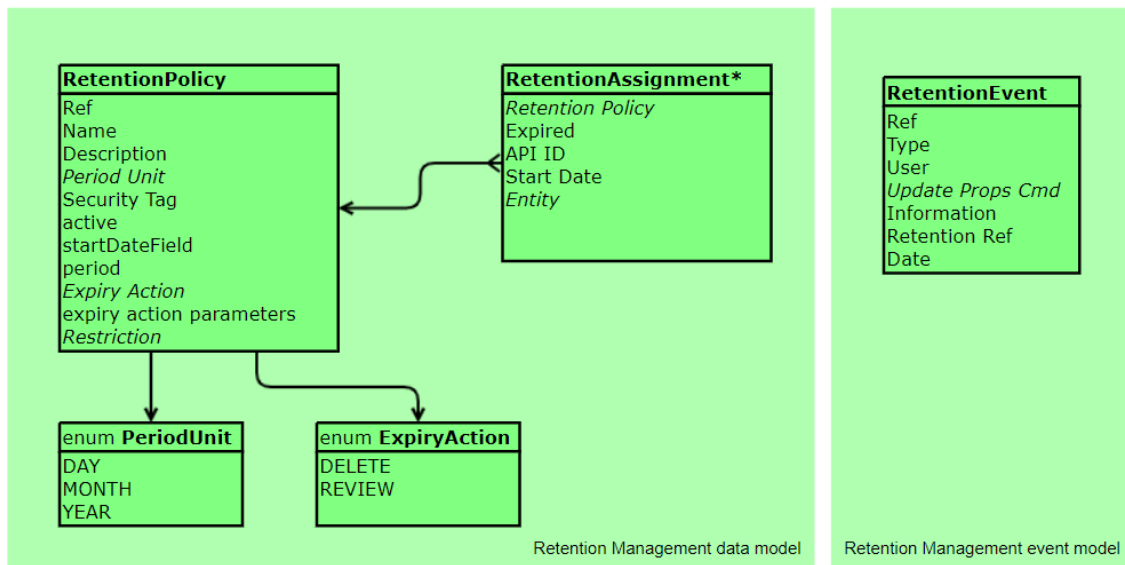 RetentionPolicy
Ref
Name
Description
Period Unit
Security Tag
active
startDateField
period
Expiry Action
expiry action parameters
Restriction
RetentionAssignment*
Retention Policy
Expired
API ID
Start Date
Entity
enum PeriodUnit
DAY
MONTH
YEAR
enum ExpiryAction
DELETE
REVIEW
Retention Management data model
RetentionEvent
Ref
Type
User
Update Props Cmd
Information
Retention Ref
Date
Retention Management event model